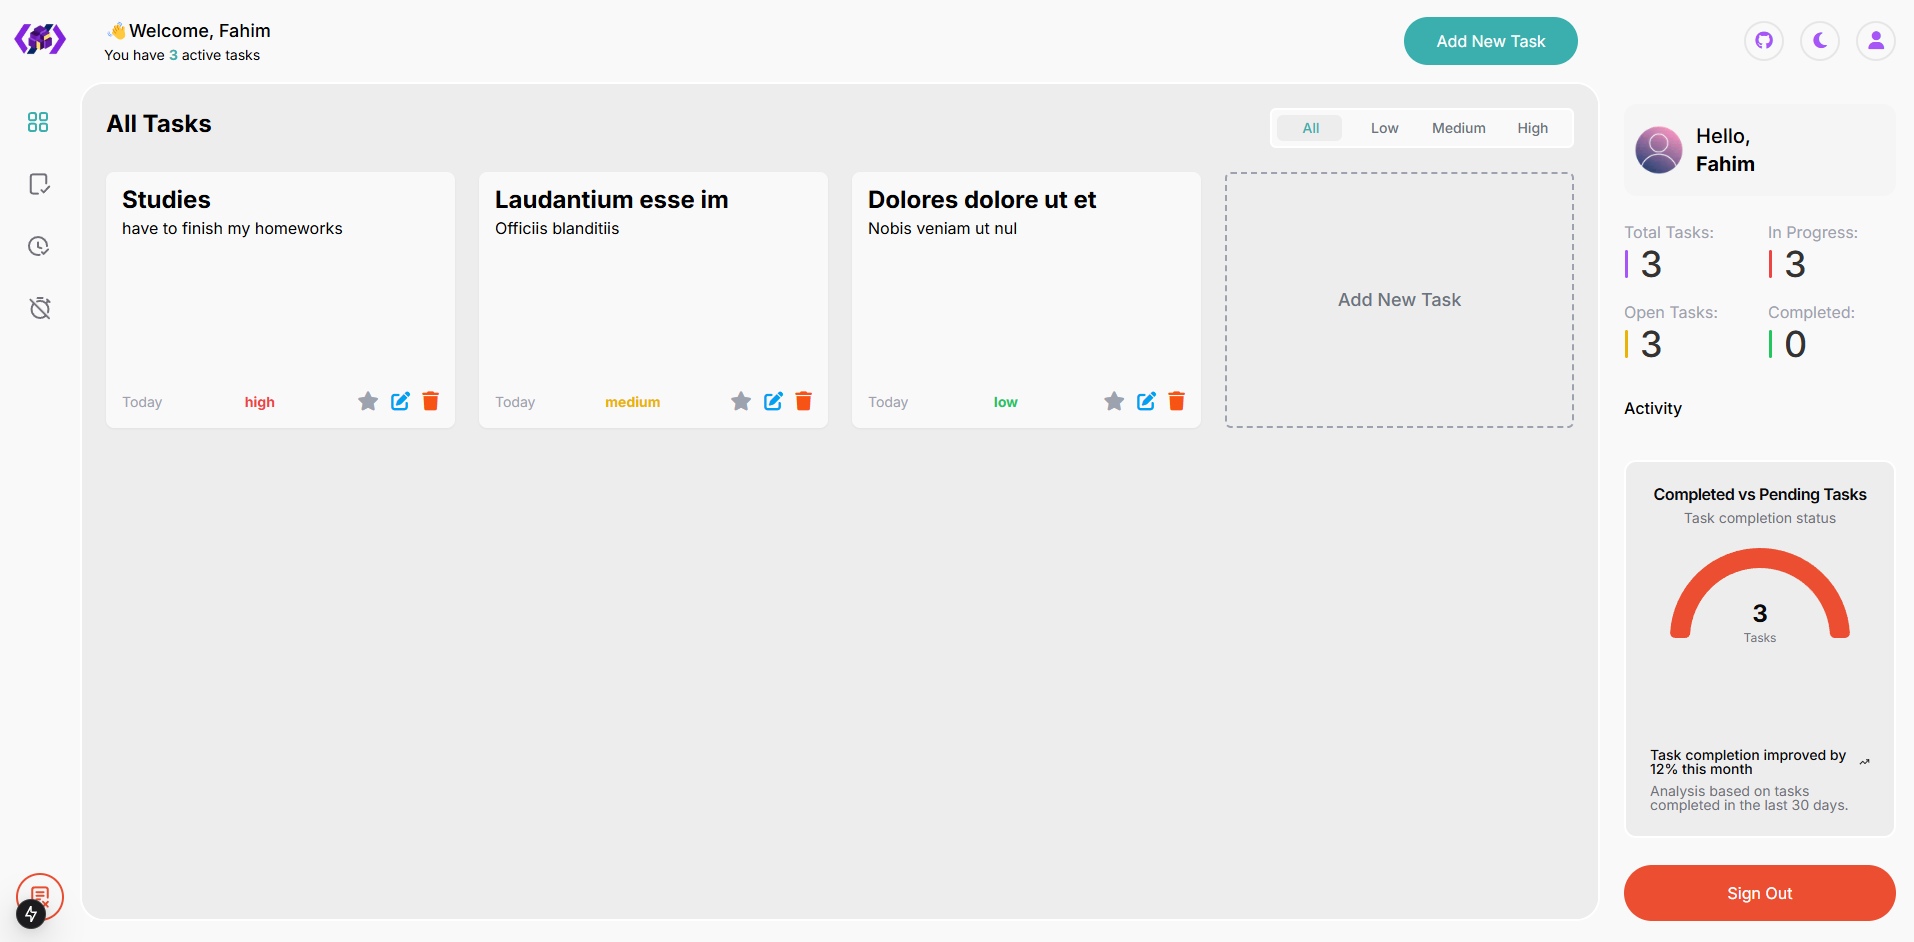 👋Welcome, Fahim
You have 3 active tasks
Add New Task
All Tasks
All
Low
Medium
High
Studies
have to finish my homeworks
Today
high
Laudantium esse im
Officiis blanditiis
Today
medium
Dolores dolore ut et
Nobis veniam ut nul
Today
low
Add New Task
Hello,
Fahim
Total Tasks:
3
In Progress:
3
Open Tasks:
3
Completed:
0
Activity
Completed vs Pending Tasks
Task completion status
3
Tasks
Task completion improved by
12% this month
Analysis based on tasks
completed in the last 30 days.
Sign Out